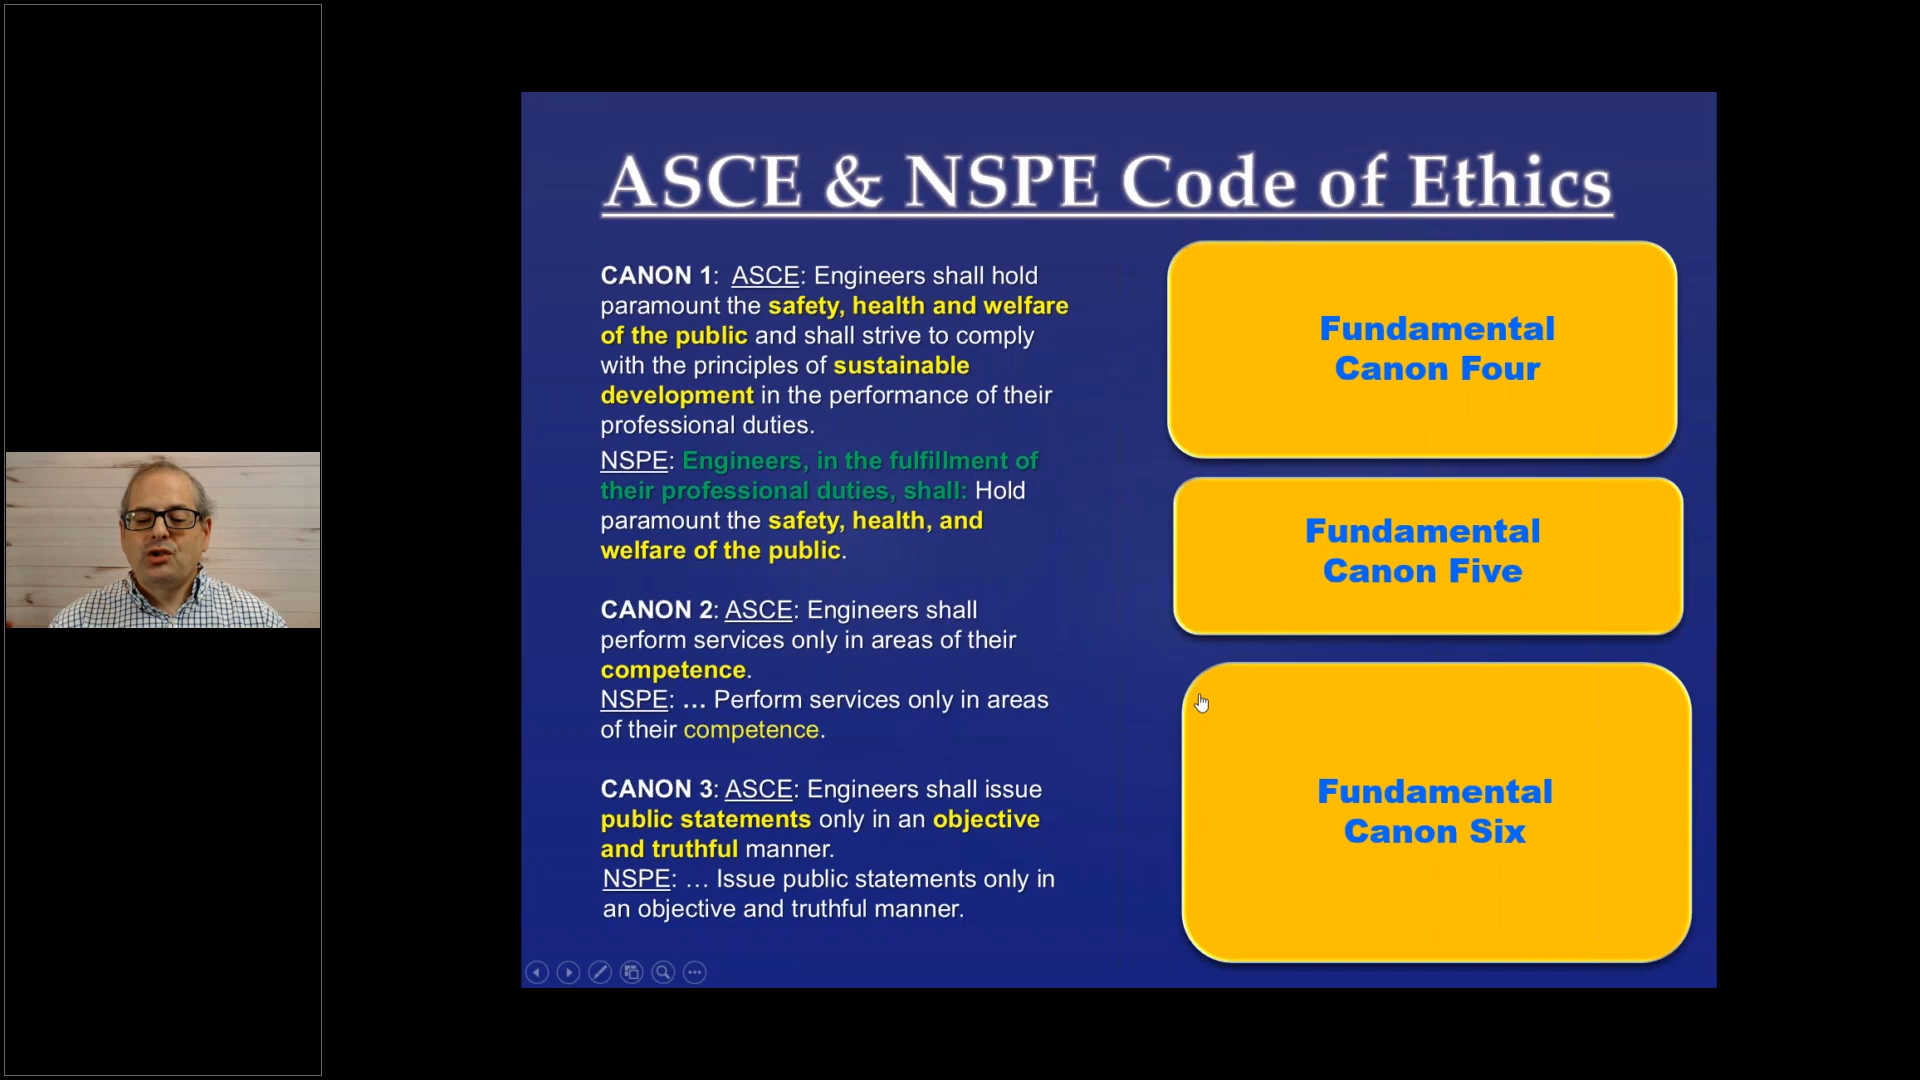 ASCE & NSPE Code of Ethics
CANON 1: ASCE: Engineers shall hold
paramount the safety, health and welfare
of the public and shall strive to comply
with the principles of sustainable
development in the performance of their
professional duties.
NSPE: Engineers, in the fulfillment of
their professional duties, shall: Hold
paramount the safety, health, and
welfare of the public.
CANON 2: ASCE: Engineers shall
perform services only in areas of their
competence.
NSPE: … Perform services only in areas
of their competence.
CANON 3: ASCE: Engineers shall issue
public statements only in an objective
and truthful manner.
NSPE: … Issue public statements only in
an objective and truthful manner.
Fundamental
Canon Four
Fundamental
Canon Five
Fundamental
Canon Six